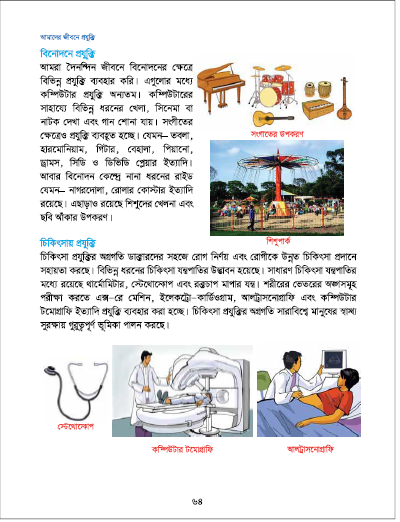 আমাদের জীবনে প্রযুক্তি
বিনোদনে প্রযুক্তি
আমরা দৈনন্দিন জীবনে বিনোদনের ক্ষেত্রে
বিভিন্ন প্রযুক্তি ব্যবহার করি। এগুলোর মধ্যে
কম্পিউটার প্রযুক্তি অন্যতম। কম্পিউটারের
সাহায্যে বিভিন্ন ধরনের খেলা, সিনেমা বা
নাটক দেখা এবং গান শোনা যায়। সংগীতের
ক্ষেত্রেও প্রযুক্তি ব্যবহৃত হচ্ছে। যেমন– তবলা,
হারমোনিয়াম, গিটার, বেহালা, পিয়ানো,
ড্রামস, সিডি ও ডিভিডি প্লেয়ার ইত্যাদি।
আবার বিনোদন কেন্দ্রে নানা ধরনের রাইড
যেমন– নাগরদোলা, রোলার কোস্টার ইত্যাদি
রয়েছে। এছাড়াও রয়েছে শিশুদের খেলনা এবং
ছবি আঁকার উপকরণ।
সংগীতের উপকরণ
শিশুপার্ক
চিকিৎসায় প্রযুক্তি
চিকিৎসা প্রযুক্তির অগ্রগতি ডাক্তারদের সহজে রোগ নির্ণয় এবং রোগীকে উন্নত চিকিৎসা প্রদানে
সহায়তা করছে। বিভিন্ন ধরনের চিকিৎসা যন্ত্রপাতির উদ্ভাবন হয়েছে। সাধারণ চিকিৎসা যন্ত্রপাতির
মধ্যে রয়েছে থার্মোমিটার, স্টেথোস্কোপ এবং রক্তচাপ মাপার যন্ত্র। শরীরের ভেতরের অঙ্গসমূহ
পরীক্ষা করতে এক্স–রে মেশিন, ইলেকট্রো–কার্ডিওগ্রাম, আলট্রাসনোগ্রাফি এবং কম্পিউটার
টমোগ্রাফি ইত্যাদি প্রযুক্তি ব্যবহার করা হচ্ছে। চিকিৎসা প্রযুক্তির অগ্রগতি সারাবিশ্বে মানুষের স্বাস্থ্য
সুরক্ষায় গুরুত্বপূর্ণ ভূমিকা পালন করছে।
স্টেথোস্কোপ
কম্পিউটার টমোগ্রাফি
আলট্রাসনোগ্রাফি
৬৪